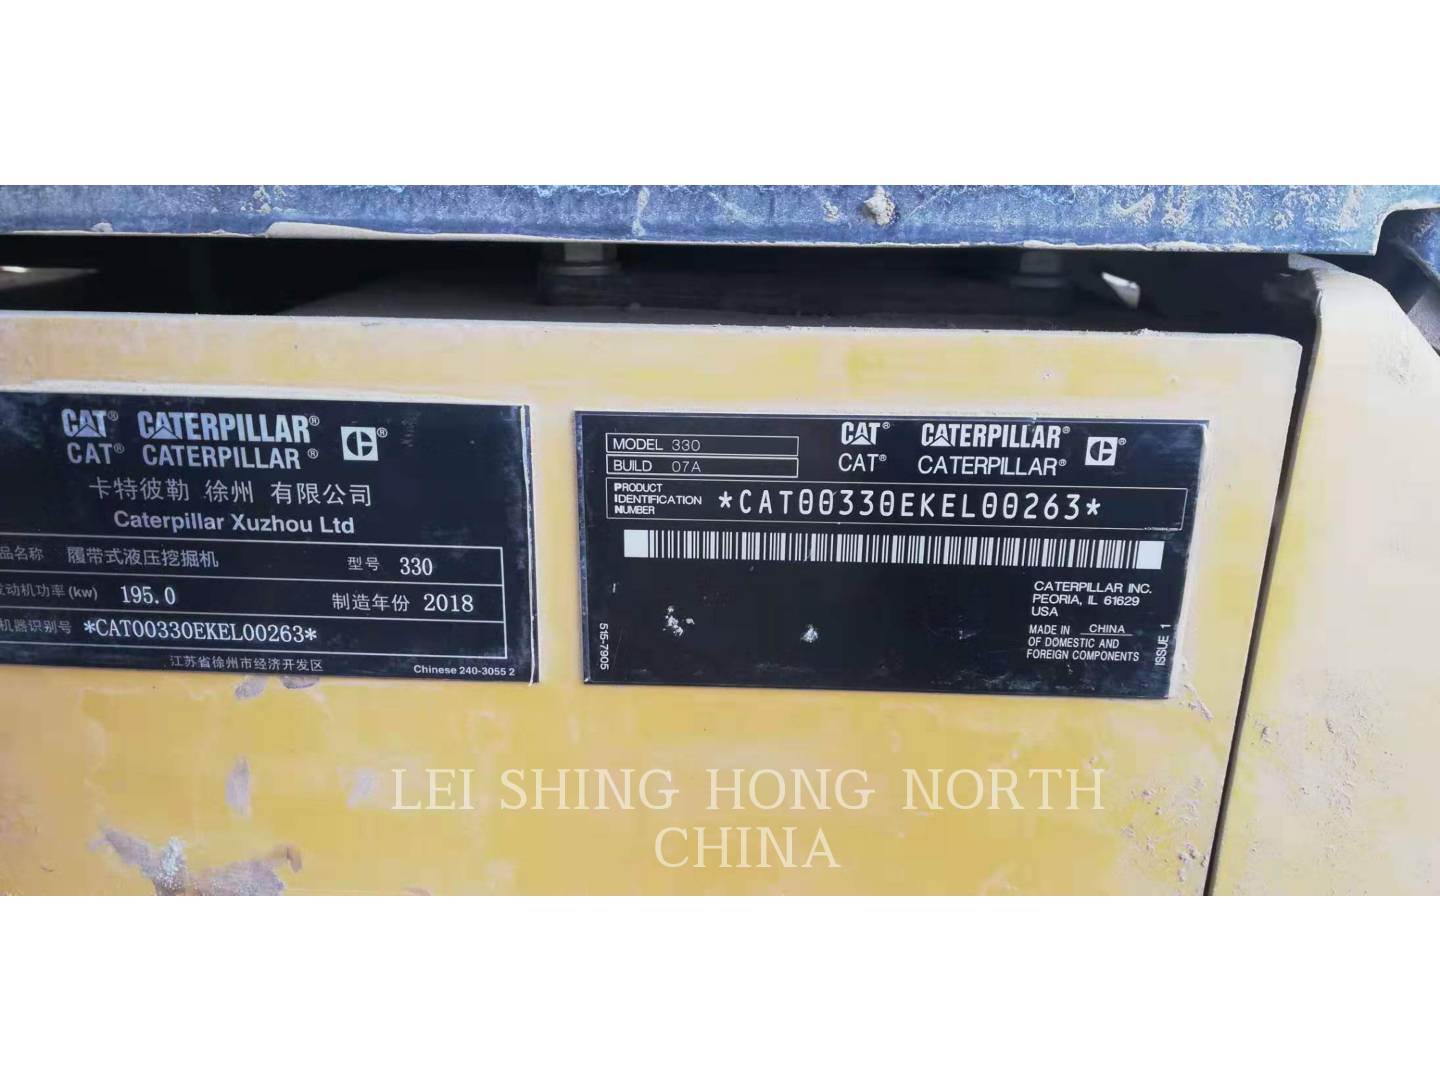 CAT® CATERPILLAR®
CAT® CATERPILLAR®
卡特彼勒 徐州 有限公司
Caterpillar Xuzhou Ltd
品名称 履带式液压挖掘机 型号 330
发动机功率(kw) 195.0 制造年份 2018
机器识别号 *CAT00330EKEL00263*
江苏省徐州市经济开发区 Chinese 240-3055 2
MODEL 330
BUILD 07A
CAT® CATERPILLAR®
CAT® CATERPILLAR®
PRODUCT
IDENTIFICATION
NUMBER
*CAT00330EKEL00263*
CATERPILLAR INC.
PEORIA, IL 61629
USA
MADE IN CHINA
OF DOMESTIC AND
FOREIGN COMPONENTS
515-7905
ISSUE 1
LEI SHING HONG NORTH
CHINA